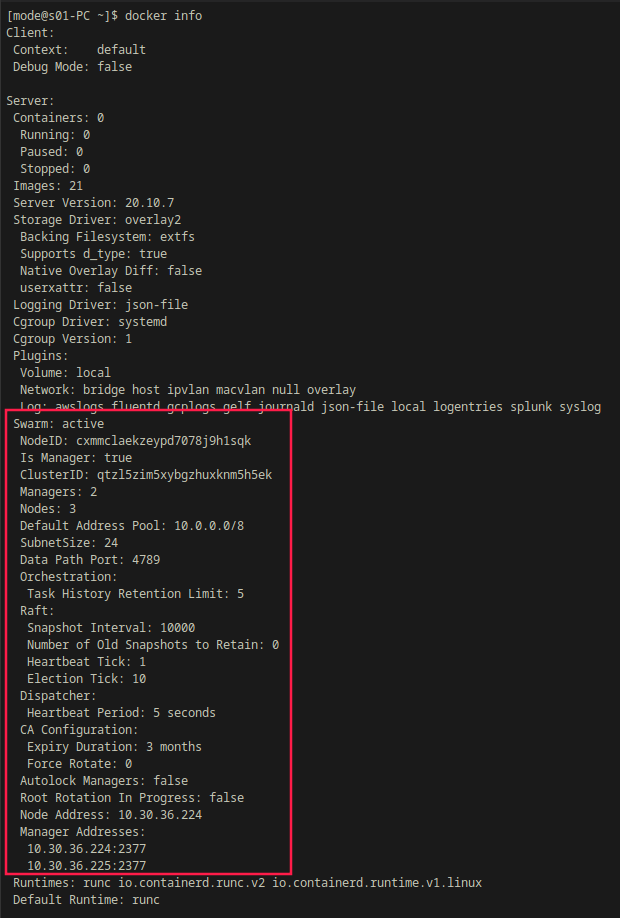 [mode@s01-PC ~]$ docker info
Client:
 Context:    default
 Debug Mode: false

Server:
 Containers: 0
  Running: 0
  Paused: 0
  Stopped: 0
 Images: 21
 Server Version: 20.10.7
 Storage Driver: overlay2
  Backing Filesystem: extfs
  Supports d_type: true
  Native Overlay Diff: false
  userxattr: false
 Logging Driver: json-file
 Cgroup Driver: systemd
 Cgroup Version: 1
 Plugins:
  Volume: local
  Network: bridge host ipvlan macvlan null overlay
  Log: awslogs fluentd gcplogs gelf journald json-file local logentries splunk syslog
 Swarm: active
  NodeID: cxmmclaekzeypd7078j9h1sqk
  Is Manager: true
  ClusterID: qtzl5zim5xybgzhuxknm5h5ek
  Managers: 2
  Nodes: 3
  Default Address Pool: 10.0.0.0/8
  SubnetSize: 24
  Data Path Port: 4789
  Orchestration:
   Task History Retention Limit: 5
  Raft:
   Snapshot Interval: 10000
   Number of Old Snapshots to Retain: 0
   Heartbeat Tick: 1
   Election Tick: 10
  Dispatcher:
   Heartbeat Period: 5 seconds
  CA Configuration:
   Expiry Duration: 3 months
   Force Rotate: 0
  Autolock Managers: false
  Root Rotation In Progress: false
  Node Address: 10.30.36.224
  Manager Addresses:
   10.30.36.224:2377
   10.30.36.225:2377
 Runtimes: runc io.containerd.runc.v2 io.containerd.runtime.v1.linux
 Default Runtime: runc